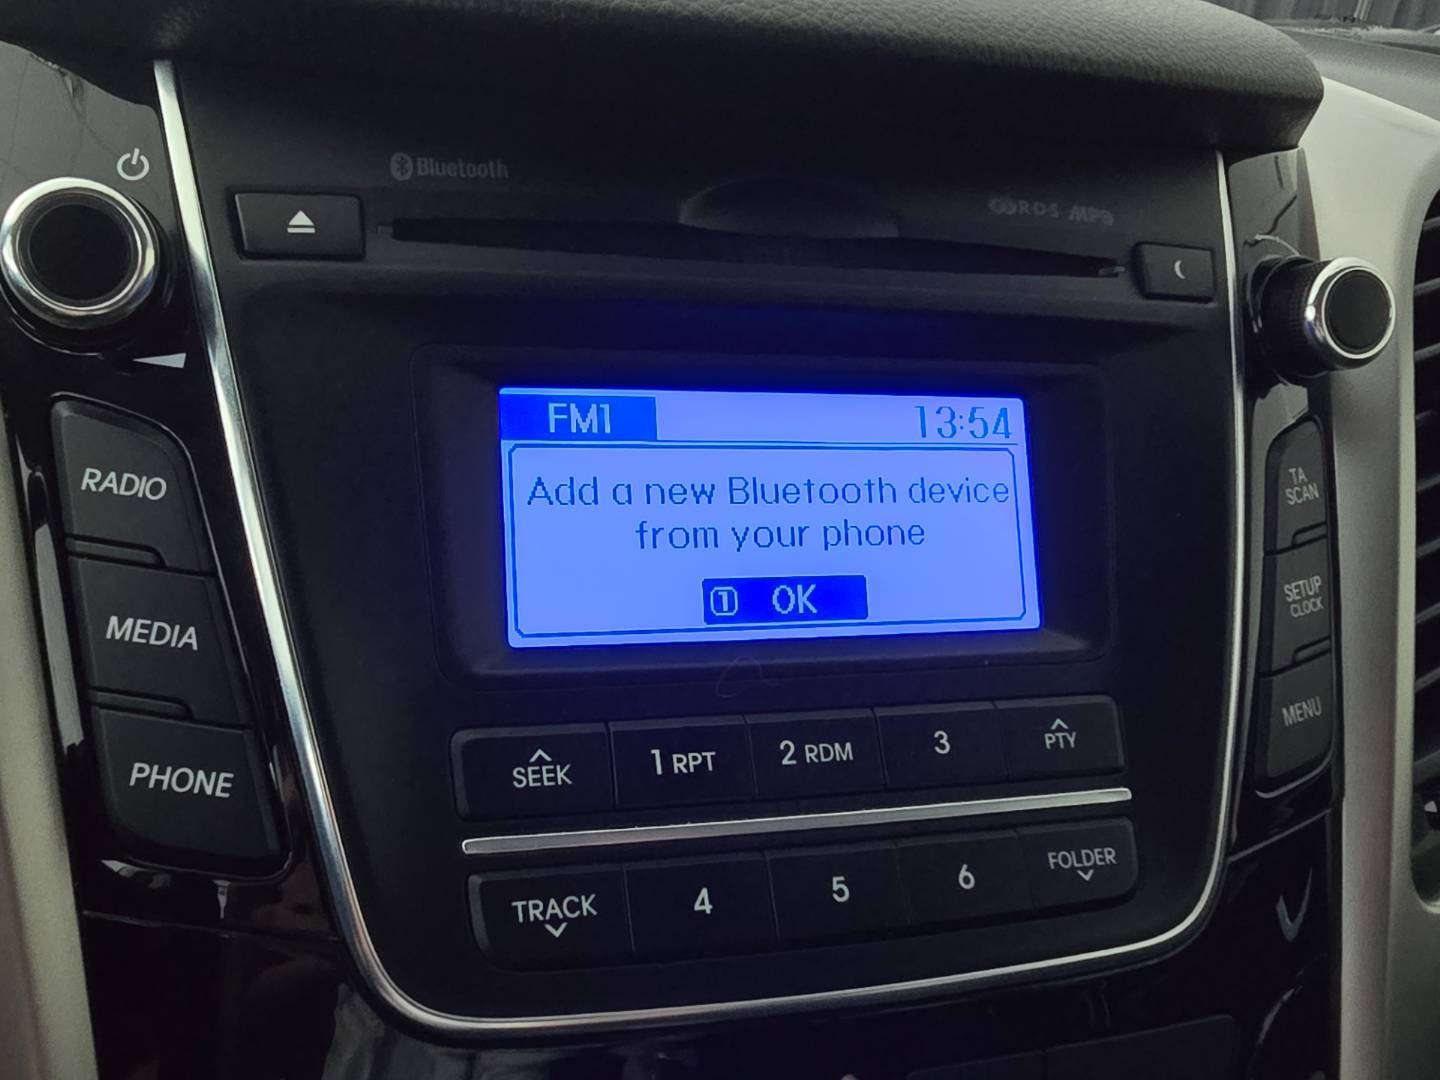 Bluetooth
RDS MP3
FM1 13:54
Add a new Bluetooth device
from your phone
1 OK
RADIO
MEDIA
PHONE
TA
SCAN
SETUP
CLOCK
MENU
SEEK 1 RPT 2 RDM 3 PTY
TRACK 4 5 6 FOLDER